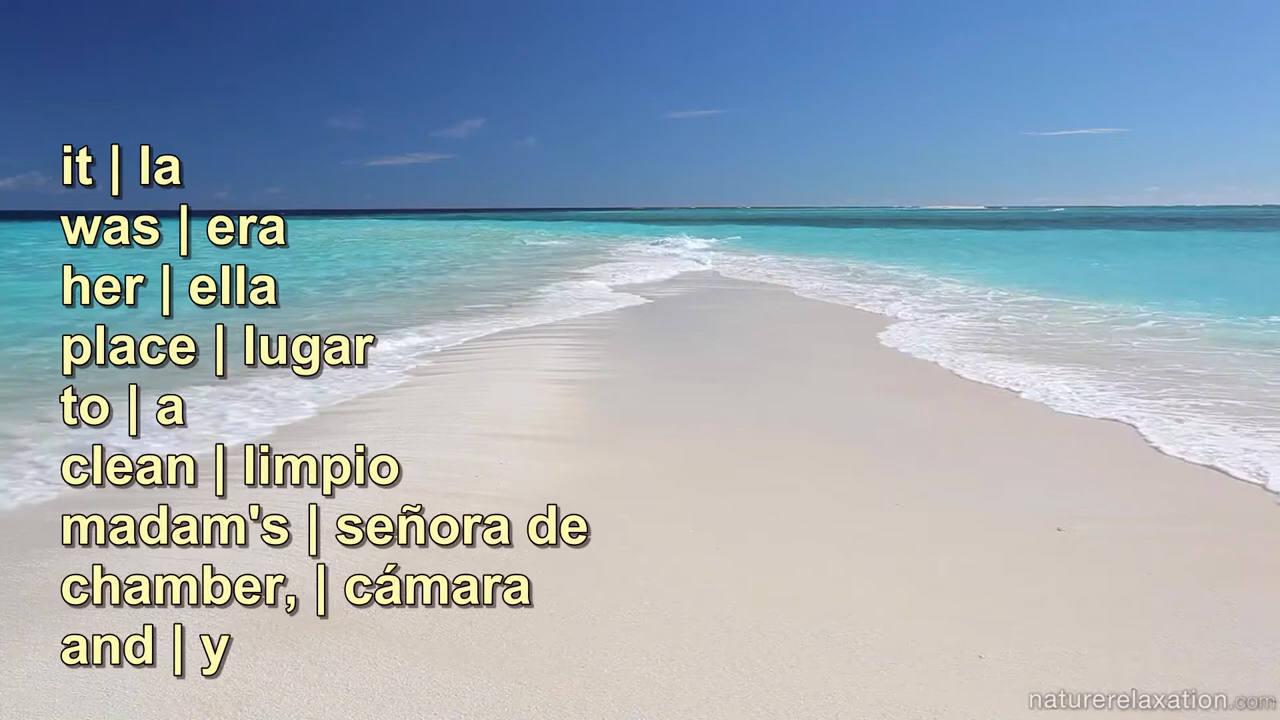 it | la
was | era
her | ella
place | lugar
to | a
clean | limpio
madam's | señora de
chamber, | cámara
and | y
naturerelaxation.com